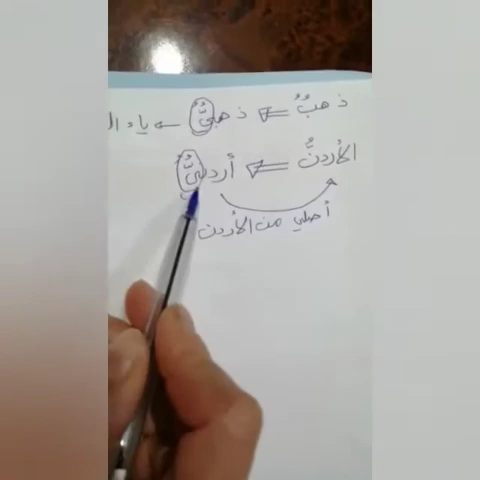 ذهبٌ ⇐ ذهبيٌّ ← ياء ال
الأردنُّ ⇐ أردنيٌّ
أصلي من الأردن